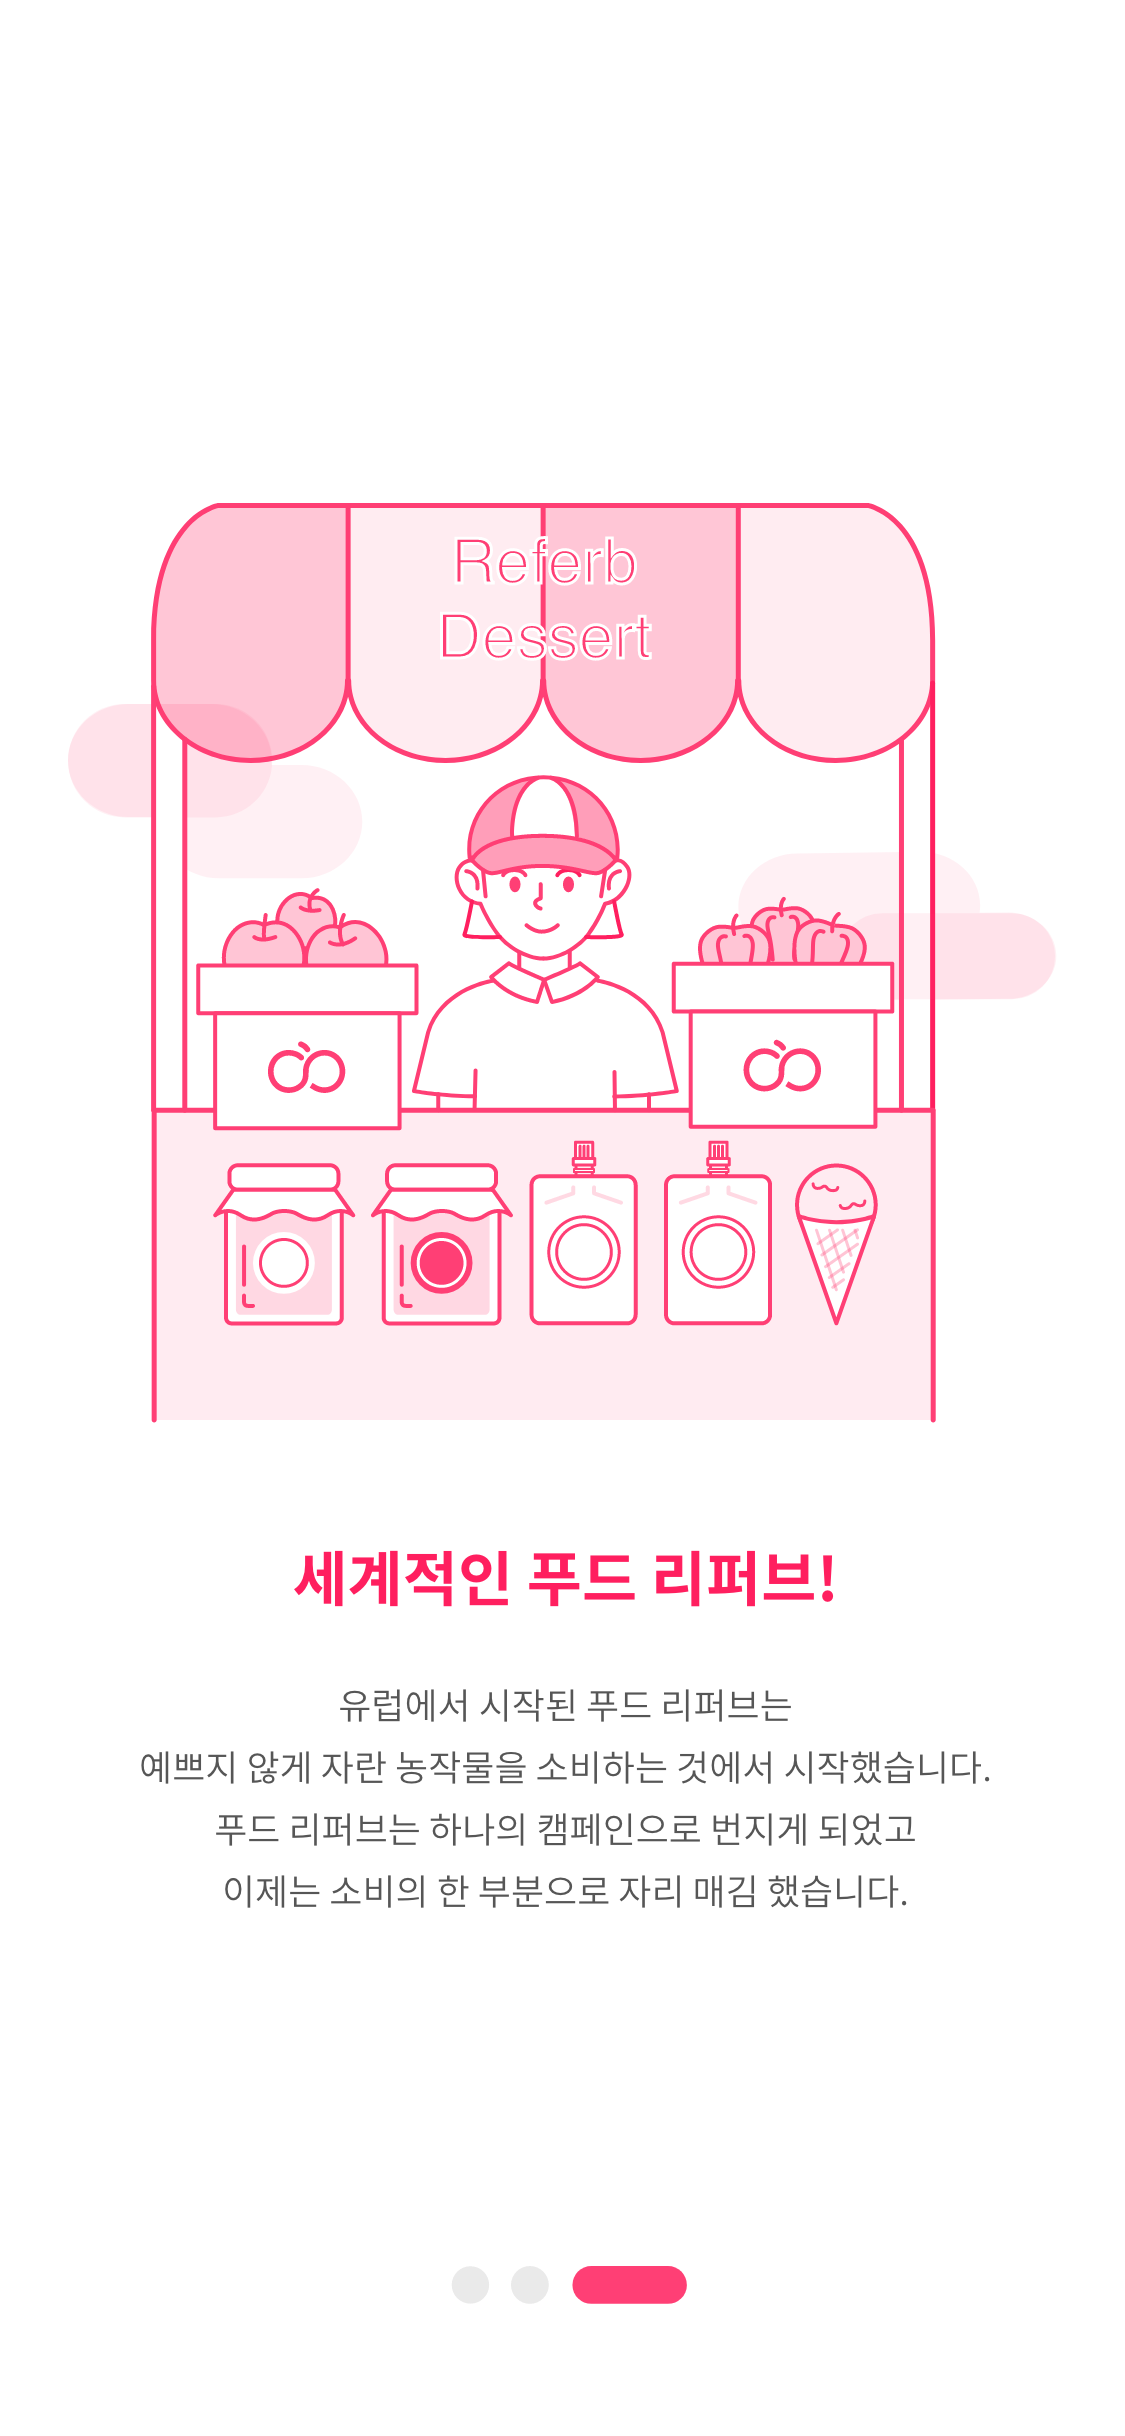 Referb
Dessert
세계적인 푸드 리퍼브!
유럽에서 시작된 푸드 리퍼브는
예쁘지 않게 자란 농작물을 소비하는 것에서 시작했습니다.
푸드 리퍼브는 하나의 캠페인으로 번지게 되었고
이제는 소비의 한 부분으로 자리 매김 했습니다.